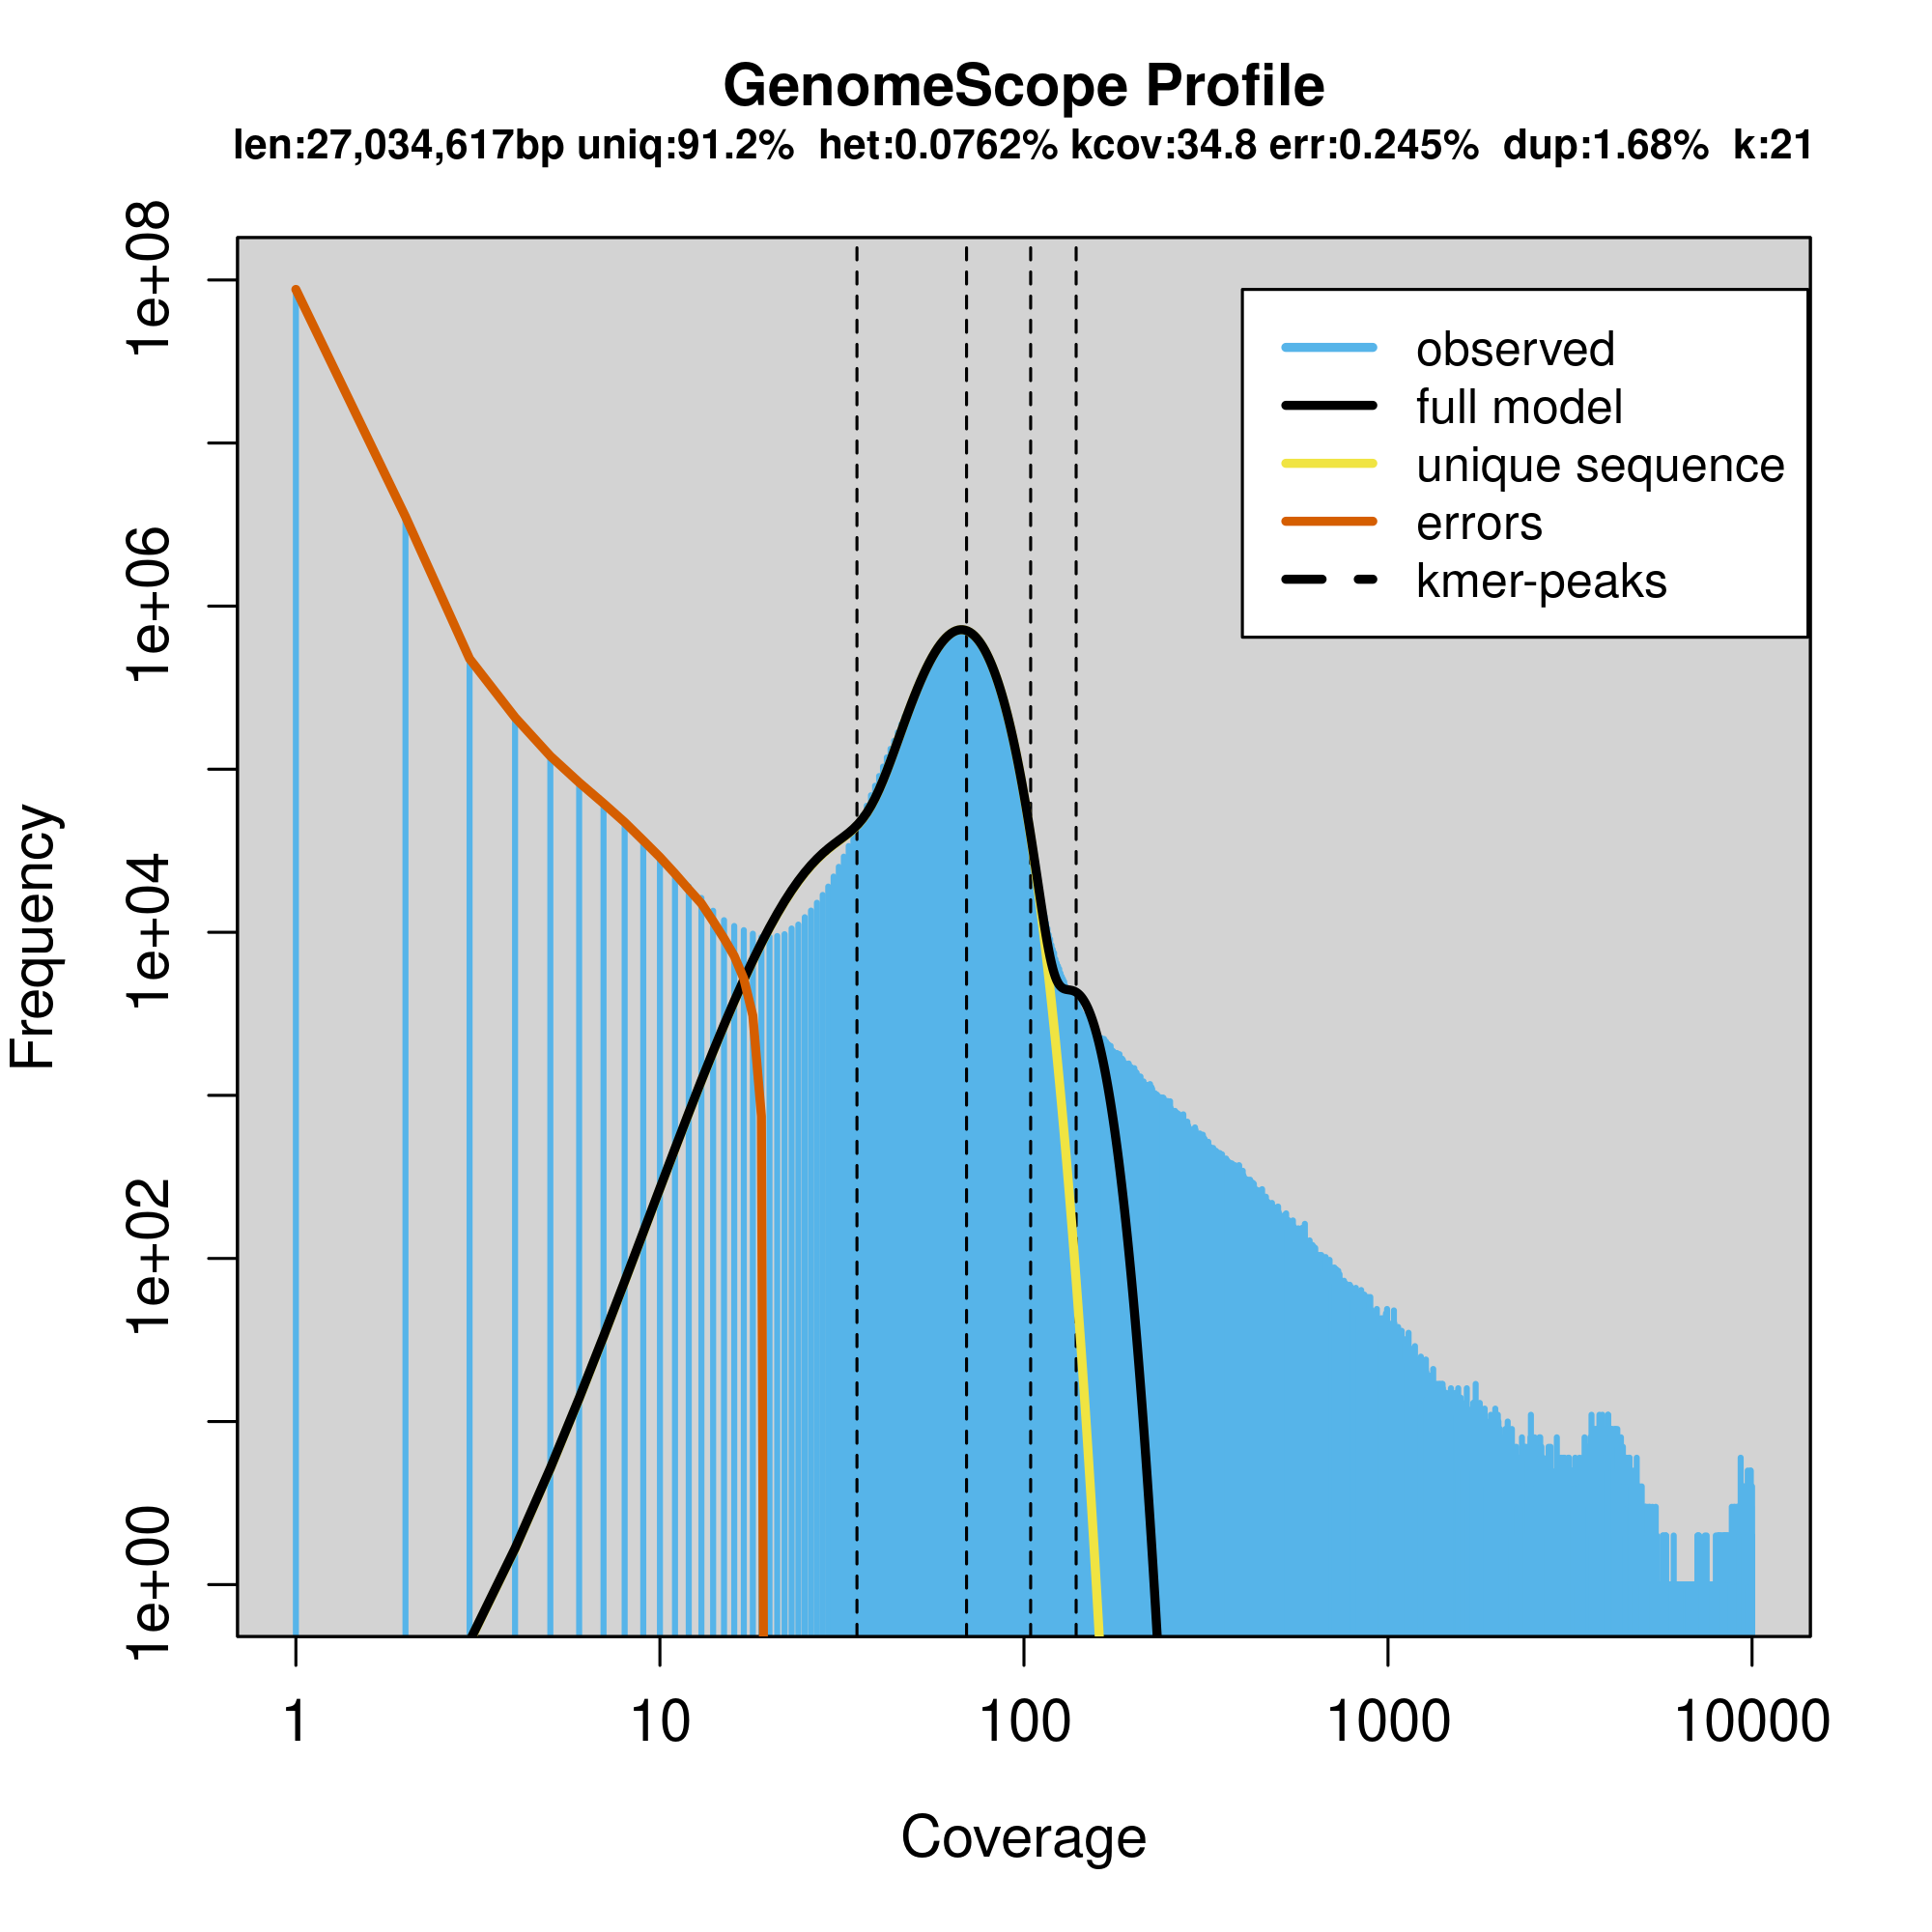 GenomeScope Profile
len:27,034,617bp uniq:91.2% het:0.0762% kcov:34.8 err:0.245% dup:1.68% k:21
1e+08
1e+06
1e+04
1e+02
1e+00
Frequency
observed
full model
unique sequence
errors
kmer-peaks
1 10 100 1000 10000
Coverage